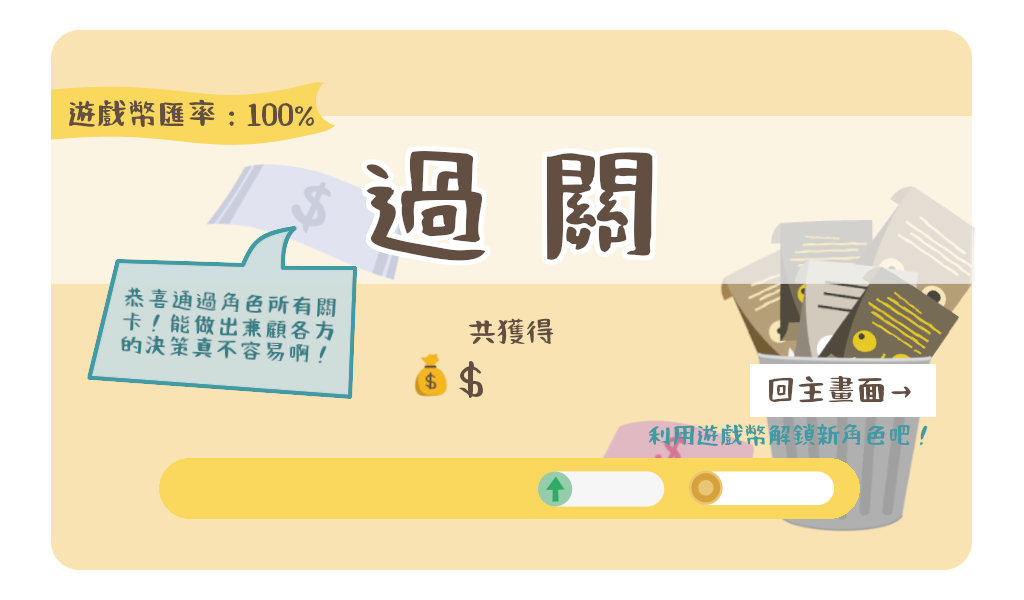 遊戲幣匯率：100%
過關
恭喜通過角色所有關
卡！能做出兼顧各方
的決策真不容易啊！
共獲得
$
回主畫面→
利用遊戲幣解鎖新角色吧！